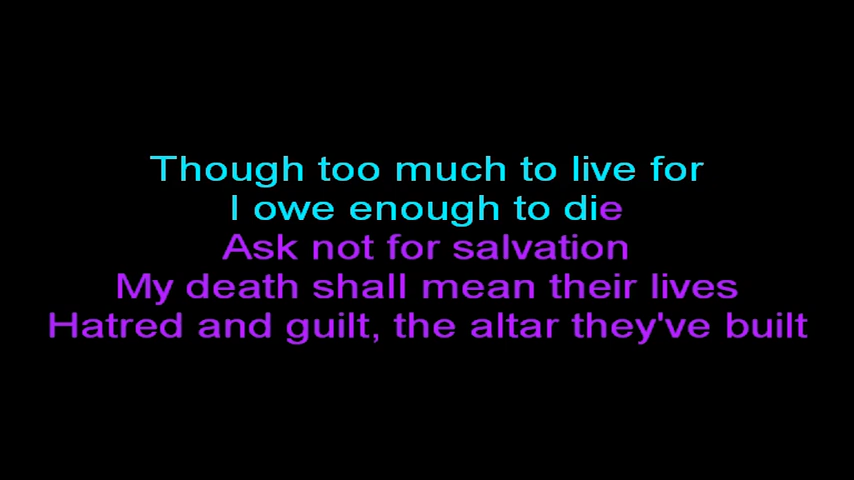 Though too much to live for
I owe enough to die
Ask not for salvation
My death shall mean their lives
Hatred and guilt, the altar they've built